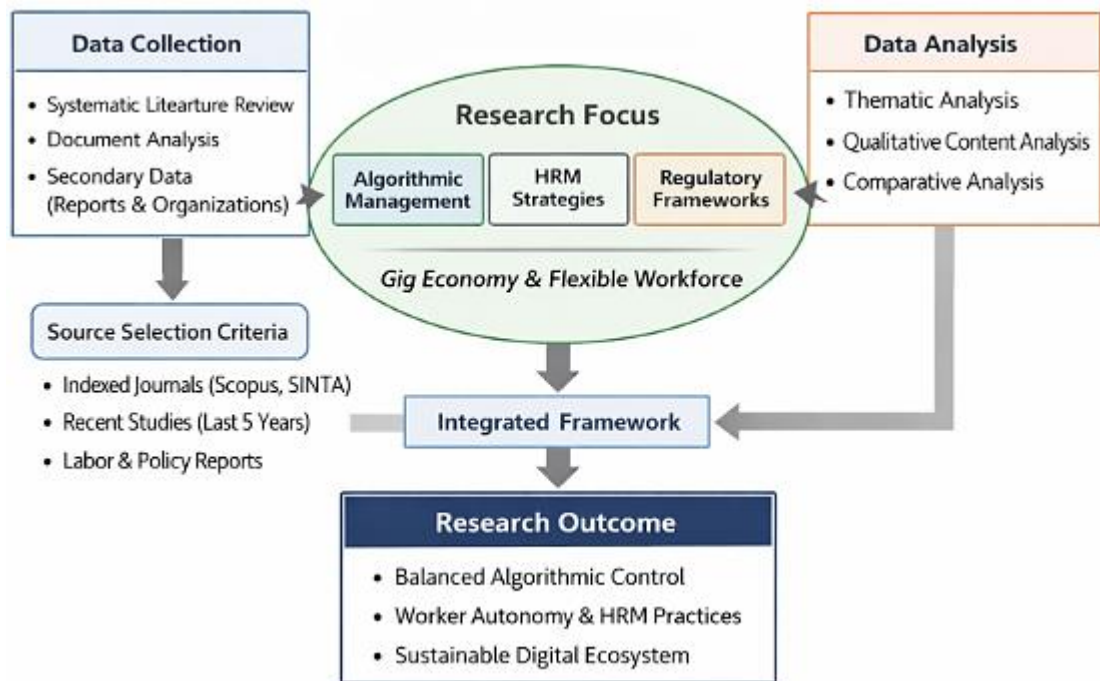 Data Collection
• Systematic Litearture Review
• Document Analysis
• Secondary Data
(Reports & Organizations)
Research Focus
Algorithmic
Management
HRM
Strategies
Regulatory
Frameworks
Gig Economy & Flexible Workforce
Data Analysis
• Thematic Analysis
• Qualitative Content Analysis
• Comparative Analysis
Source Selection Criteria
• Indexed Journals (Scopus, SINTA)
• Recent Studies (Last 5 Years)
• Labor & Policy Reports
Integrated Framework
Research Outcome
• Balanced Algorithmic Control
• Worker Autonomy & HRM Practices
• Sustainable Digital Ecosystem